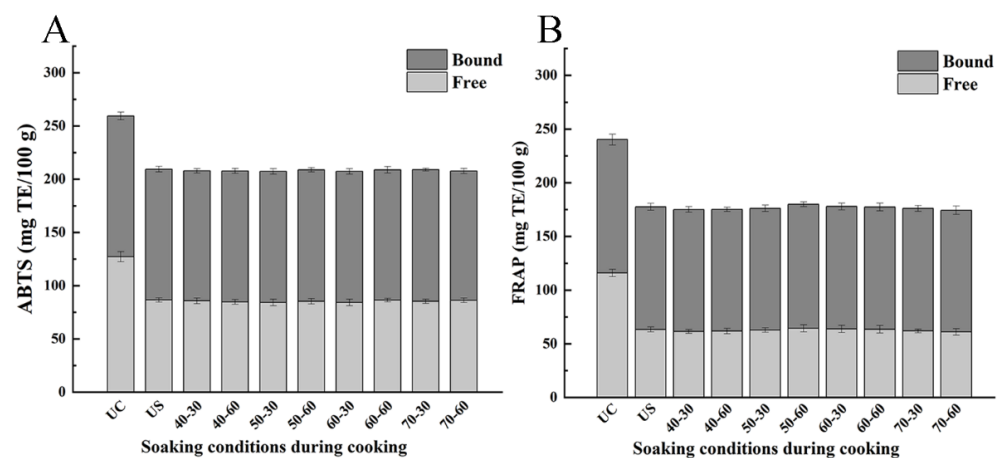 A
ABTS (mg TE/100 g)
300
250
200
150
100
50
0
Bound
Free
UC
US
40-30
40-60
50-30
50-60
60-30
60-60
70-30
70-60
Soaking conditions during cooking
B
FRAP (mg TE/100 g)
300
250
200
150
100
50
0
Bound
Free
UC
US
40-30
40-60
50-30
50-60
60-30
60-60
70-30
70-60
Soaking conditions during cooking